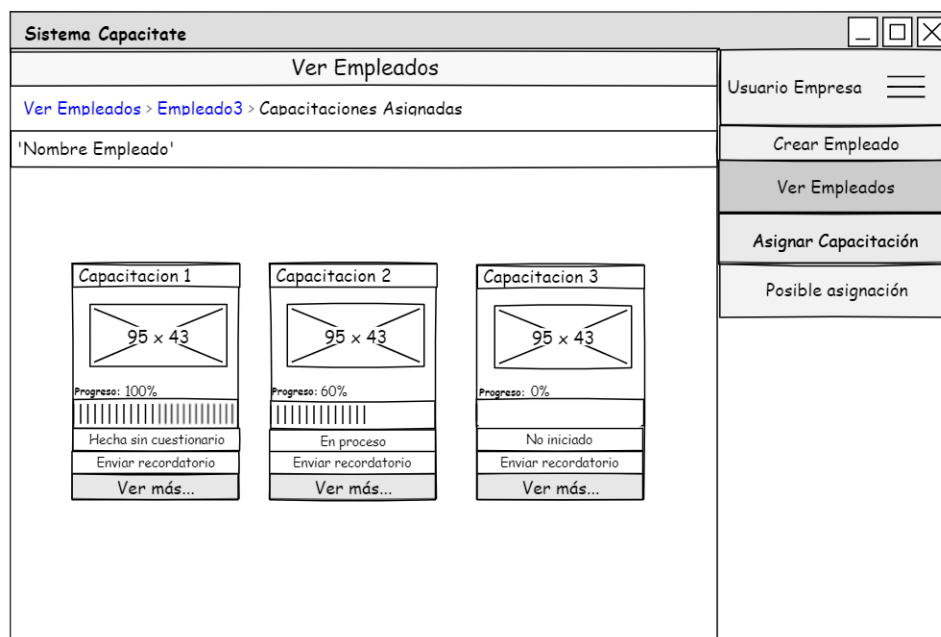 Sistema Capacitate
Ver Empleados
Ver Empleados > Empleado3 > Capacitaciones Asignadas
'Nombre Empleado'
Usuario Empresa
Crear Empleado
Ver Empleados
Asignar Capacitación
Posible asignación
Capacitacion 1
95 x 43
Progreso: 100%
Hecha sin cuestionario
Enviar recordatorio
Ver más...
Capacitacion 2
95 x 43
Progreso: 60%
En proceso
Enviar recordatorio
Ver más...
Capacitacion 3
95 x 43
Progreso: 0%
No iniciado
Enviar recordatorio
Ver más...